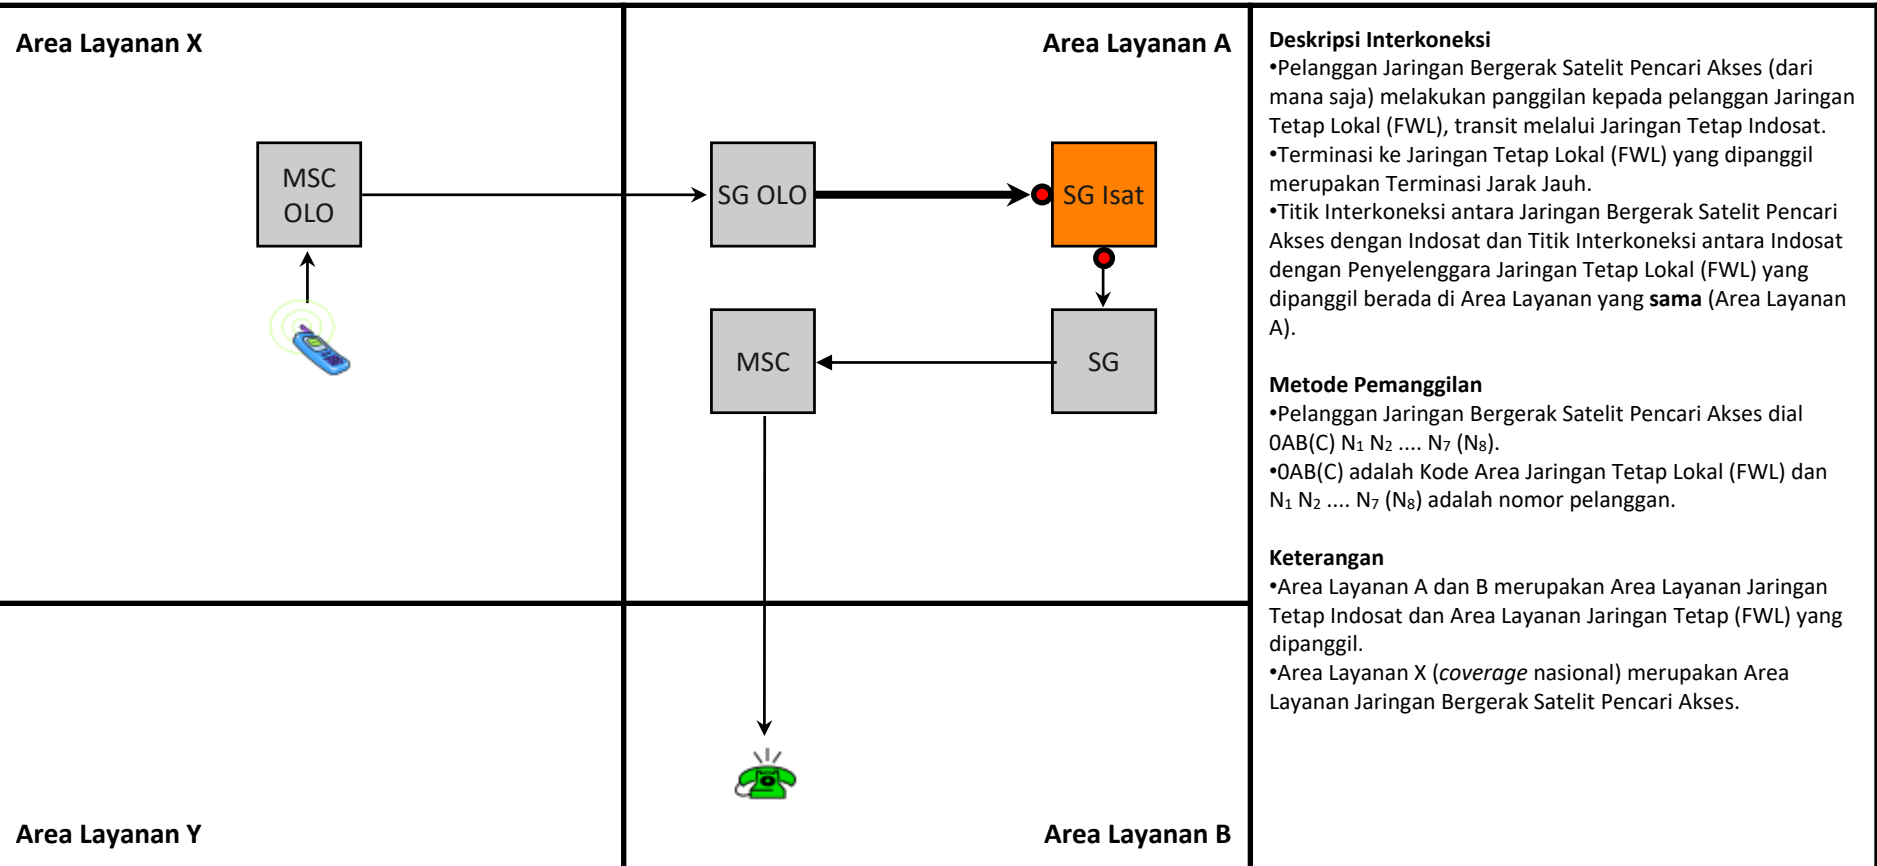 Area Layanan X
Area Layanan A
MSC
OLO
SG OLO
SG Isat
MSC
SG
Area Layanan Y
Area Layanan B
Deskripsi Interkoneksi
•Pelanggan Jaringan Bergerak Satelit Pencari Akses (dari
mana saja) melakukan panggilan kepada pelanggan Jaringan
Tetap Lokal (FWL), transit melalui Jaringan Tetap Indosat.
•Terminasi ke Jaringan Tetap Lokal (FWL) yang dipanggil
merupakan Terminasi Jarak Jauh.
•Titik Interkoneksi antara Jaringan Bergerak Satelit Pencari
Akses dengan Indosat dan Titik Interkoneksi antara Indosat
dengan Penyelenggara Jaringan Tetap Lokal (FWL) yang
dipanggil berada di Area Layanan yang sama (Area Layanan
A).
Metode Pemanggilan
•Pelanggan Jaringan Bergerak Satelit Pencari Akses dial
0AB(C) N₁ N₂ .... N₇ (N₈).
•0AB(C) adalah Kode Area Jaringan Tetap Lokal (FWL) dan
N₁ N₂ .... N₇ (N₈) adalah nomor pelanggan.
Keterangan
•Area Layanan A dan B merupakan Area Layanan Jaringan
Tetap Indosat dan Area Layanan Jaringan Tetap (FWL) yang
dipanggil.
•Area Layanan X (coverage nasional) merupakan Area
Layanan Jaringan Bergerak Satelit Pencari Akses.